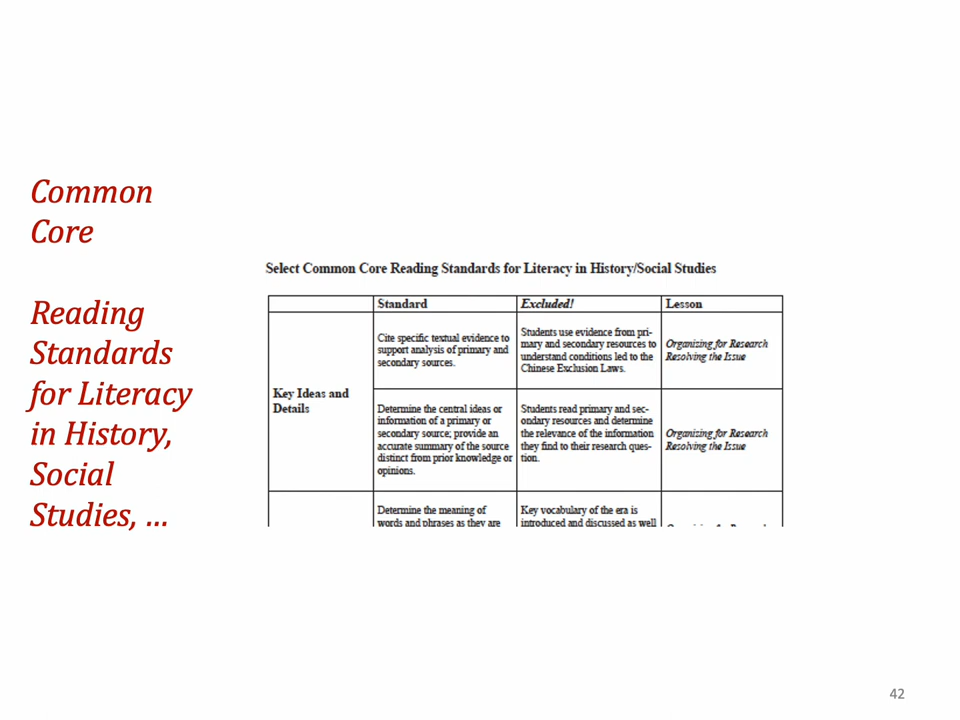 Common
Core
Reading
Standards
for Literacy
in History,
Social
Studies, …
Select Common Core Reading Standards for Literacy in History/Social Studies
Standard
Excluded!
Lesson
Key Ideas and
Details
Cite specific textual evidence to
support analysis of primary and
secondary sources.
Students use evidence from pri-
mary and secondary resources to
understand conditions led to the
Chinese Exclusion Laws.
Organizing for Research
Resolving the Issue
Determine the central ideas or
information of a primary or
secondary source; provide an
accurate summary of the source
distinct from prior knowledge or
opinions.
Students read primary and sec-
ondary resources and determine
the relevance of the information
they find to their research ques-
tion.
Organizing for Research
Resolving the Issue
Determine the meaning of
words and phrases as they are
Key vocabulary of the era is
introduced and discussed as well
42